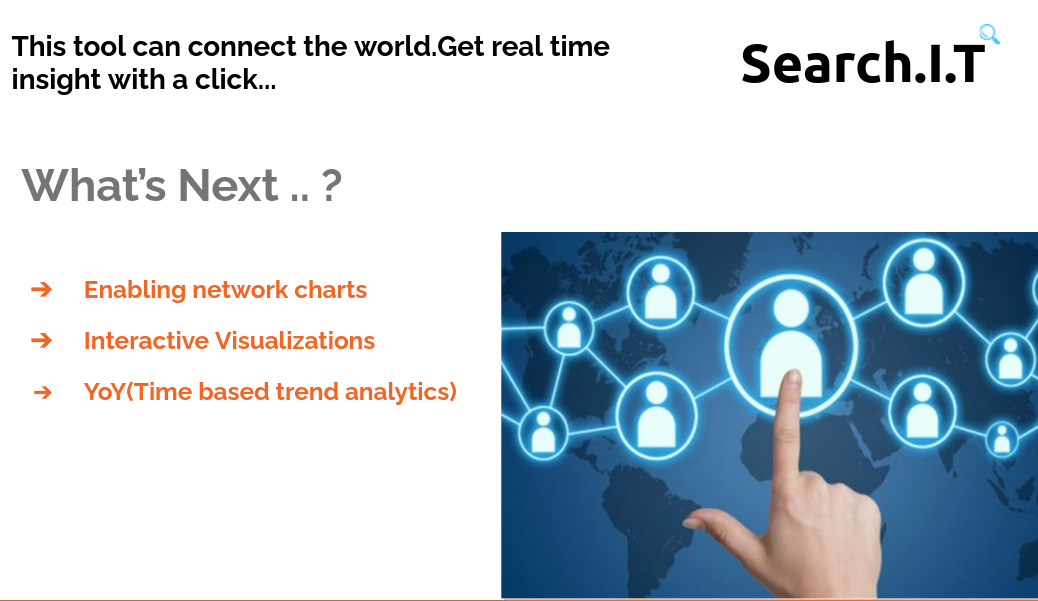 This tool can connect the world.Get real time
insight with a click...
Search.I.T
What’s Next .. ?
➔ Enabling network charts
➔ Interactive Visualizations
➔ YoY(Time based trend analytics)